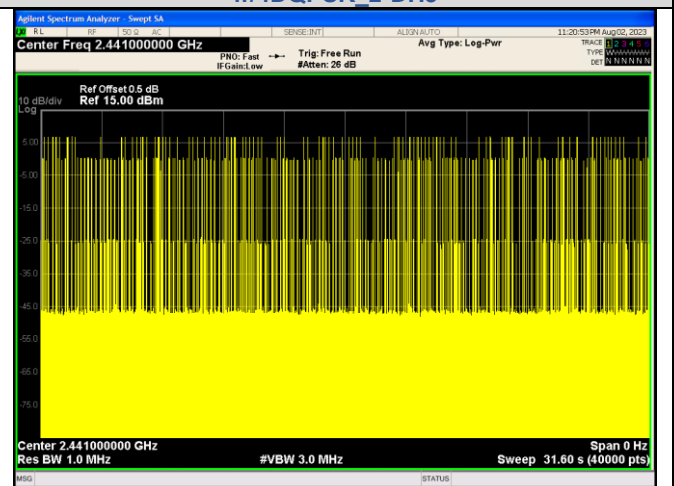 Agilent Spectrum Analyzer - Swept SA
RL RF 50 Ω AC SENSE:INT ALIGN AUTO 11:20:53 PM Aug 02, 2023
Center Freq 2.441000000 GHz
PNO: Fast Trig: Free Run
IFGain:Low #Atten: 26 dB
Avg Type: Log-Pwr
TRACE 1 2 3 4 5
TYPE
DET N N N N N N
Ref Offset 0.5 dB
10 dB/div Ref 15.00 dBm
Log
5.00
-5.00
-15.0
-25.0
-35.0
-45.0
-55.0
-65.0
-75.0
Center 2.441000000 GHz Span 0 Hz
Res BW 1.0 MHz #VBW 3.0 MHz Sweep 31.60 s (40000 pts)
MSG STATUS